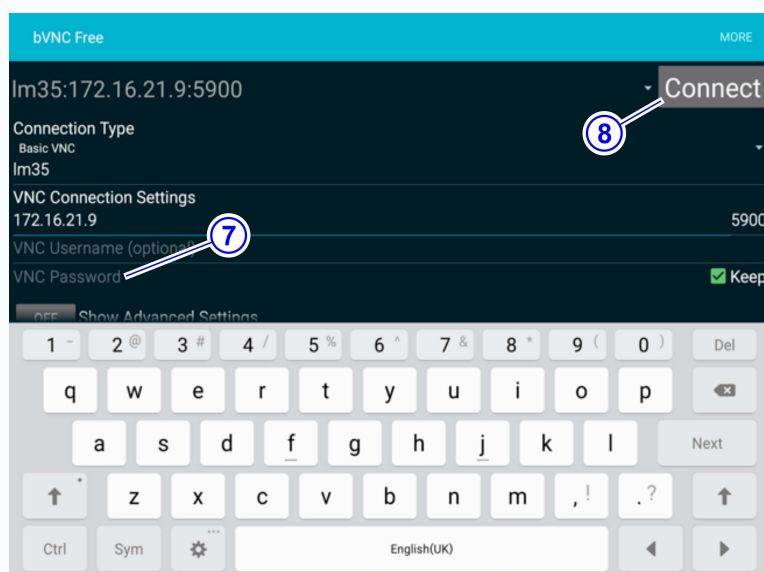 bVNC Free MORE
lm35:172.16.21.9:5900 Connect
8
Connection Type
Basic VNC
lm35
VNC Connection Settings
172.16.21.9 5900
7
VNC Username (optional)
VNC Password Keep
OFF Show Advanced Settings
1 - 2 @ 3 # 4 / 5 % 6 ^ 7 & 8 * 9 ( 0 ) Del
q w e r t y u i o p
a s d f g h j k l Next
z x c v b n m , ! . ?
Ctrl Sym English(UK)